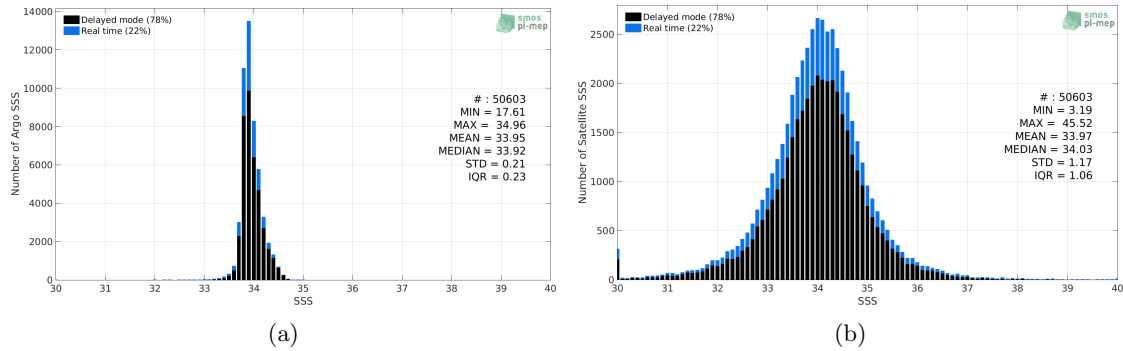 Delayed mode (78%)
Real time (22%)
smos
pi-mep
14000
12000
10000
8000
6000
4000
2000
0
Number of Argo SSS
# : 50603
MIN = 17.61
MAX = 34.96
MEAN = 33.95
MEDIAN = 33.92
STD = 0.21
IQR = 0.23
30 31 32 33 34 35 36 37 38 39 40
SSS
(a)
Delayed mode (78%)
Real time (22%)
smos
pi-mep
2500
2000
1500
1000
500
0
Number of Satellite SSS
# : 50603
MIN = 3.19
MAX = 45.52
MEAN = 33.97
MEDIAN = 34.03
STD = 1.17
IQR = 1.06
30 31 32 33 34 35 36 37 38 39 40
SSS
(b)